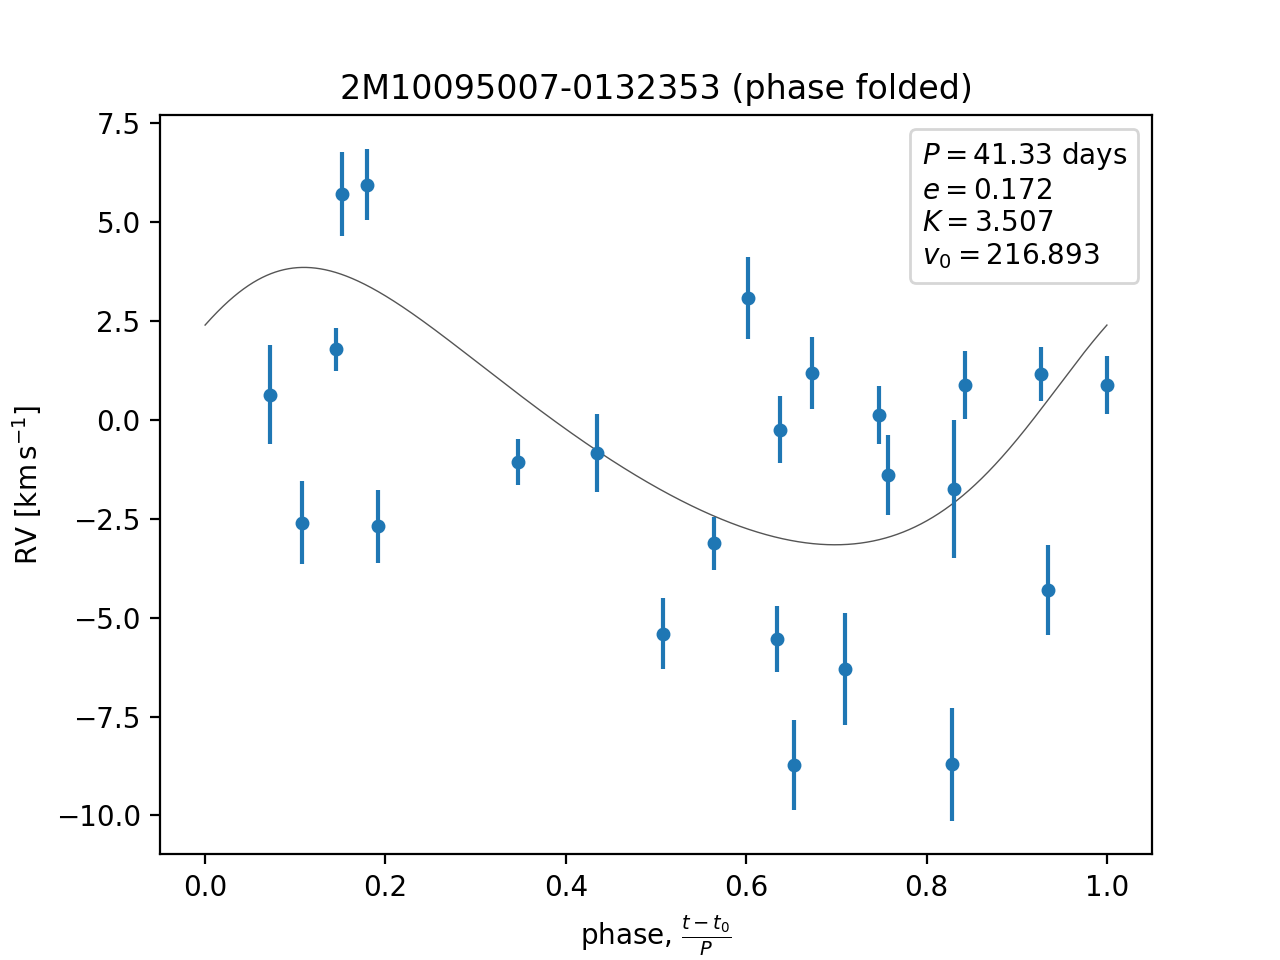 2M10095007-0132353 (phase folded)
P = 41.33 days
e = 0.172
K = 3.507
v₀ = 216.893
7.5
5.0
2.5
0.0
−2.5
−5.0
−7.5
−10.0
RV [km s⁻¹]
0.0 0.2 0.4 0.6 0.8 1.0
phase, (t − t₀)/P